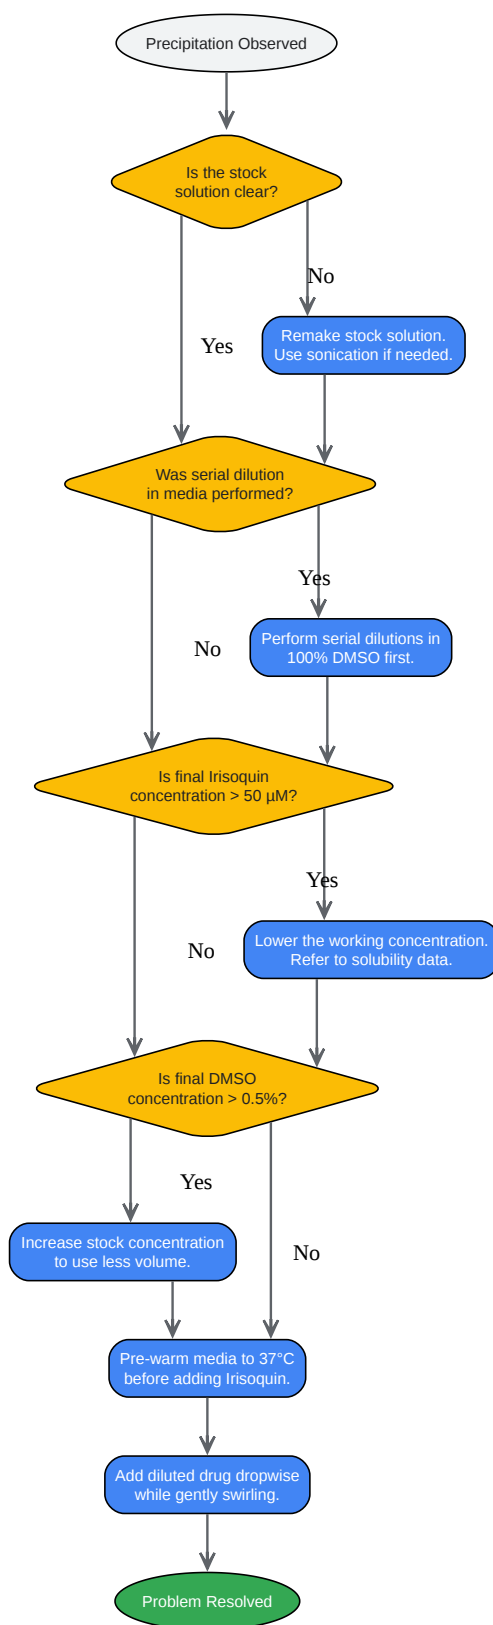 Precipitation Observed
Is the stock
solution clear?
No
Yes
Remake stock solution.
Use sonication if needed.
Was serial dilution
in media performed?
Yes
No
Perform serial dilutions in
100% DMSO first.
Is final Irisoquin
concentration > 50 µM?
Yes
No
Lower the working concentration.
Refer to solubility data.
Is final DMSO
concentration > 0.5%?
Yes
Increase stock concentration
to use less volume.
No
Pre-warm media to 37°C
before adding Irisoquin.
Add diluted drug dropwise
while gently swirling.
Problem Resolved